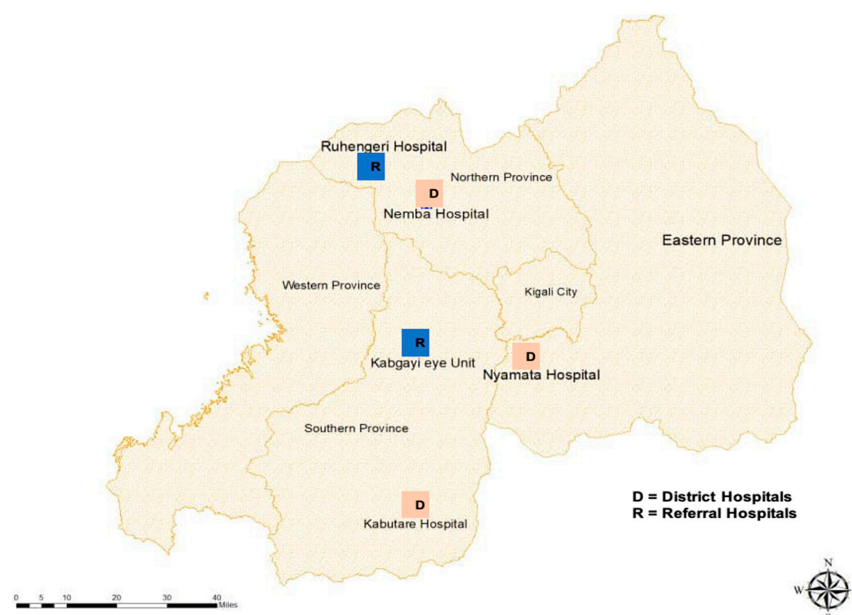 Ruhengeri Hospital
R
Northern Province
D
Nemba Hospital
Eastern Province
Western Province
Kigali City
R
Kabgayi eye Unit
D
Nyamata Hospital
Southern Province
D
Kabutare Hospital
D = District Hospitals
R = Referral Hospitals
N
W
0 5 10 20 30 40
Miles